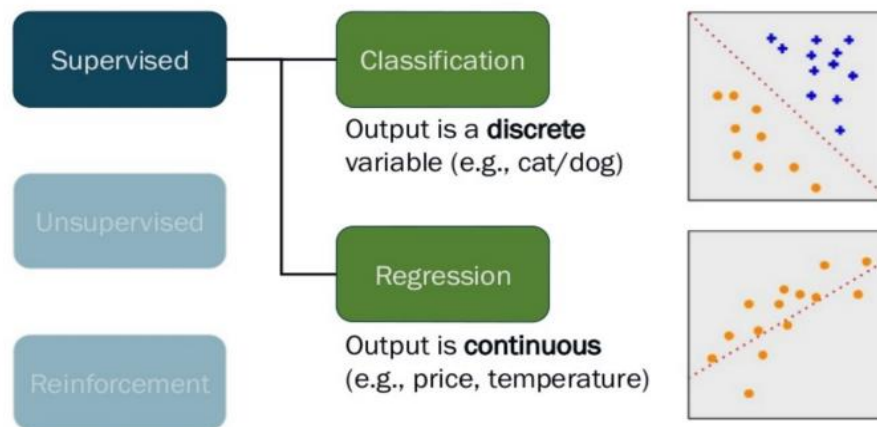 Supervised
Classification
Output is a discrete
variable (e.g., cat/dog)
Unsupervised
Regression
Output is continuous
(e.g., price, temperature)
Reinforcement